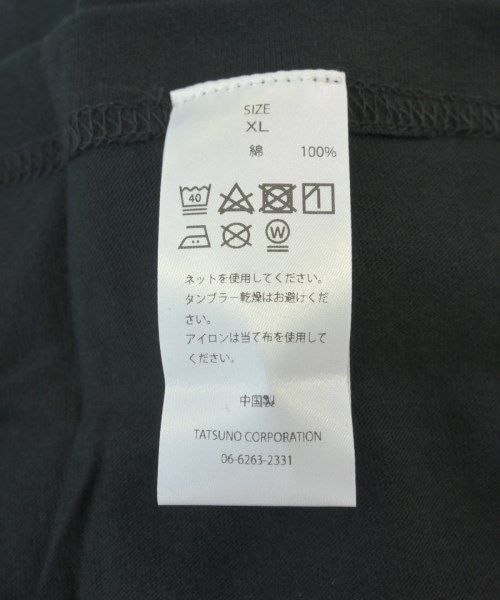 SIZE
XL
綿 100%
40
W
ネットを使用してください。
タンブラー乾燥はお避けくだ
さい。
アイロンは当て布を使用して
ください。
中国製
TATSUNO CORPORATION
06-6263-2331